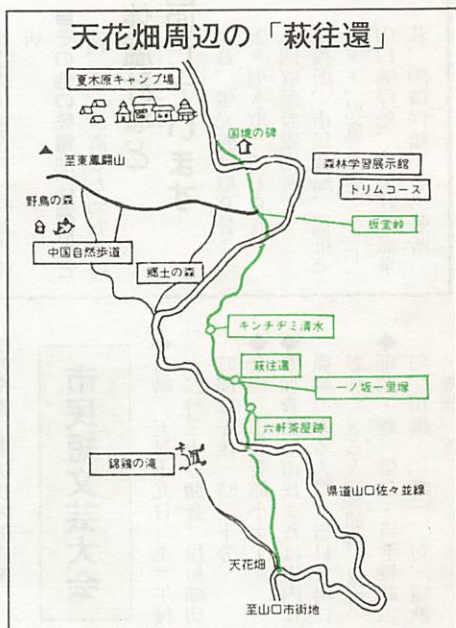 天花畑周辺の「萩往還」
夏木原キャンプ場
国境の碑
至東鳳翩山
森林学習展示館
トリムコース
野鳥の森
板堂峠
中国自然歩道
郷土の森
キンチヂミ清水
萩往還
一ノ坂一里塚
六軒茶屋跡
錦鶏の滝
県道山口佐々並線
天花畑
至山口市街地